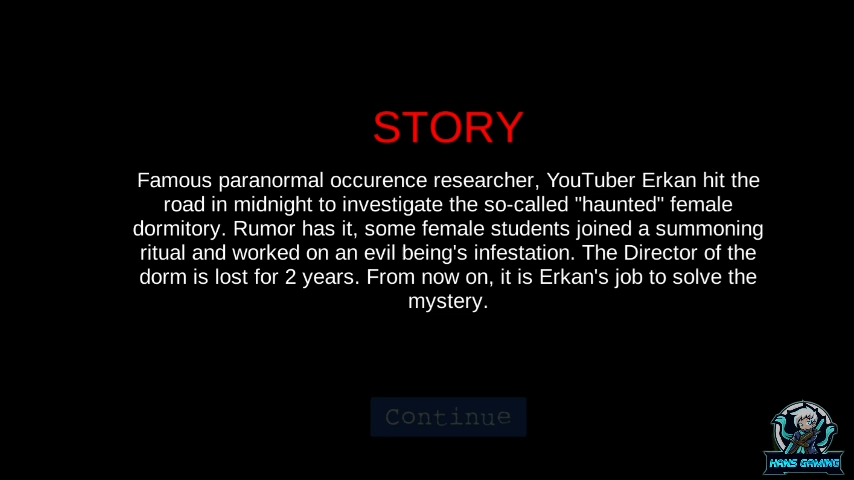 STORY
Famous paranormal occurence researcher, YouTuber Erkan hit the
road in midnight to investigate the so-called "haunted" female
dormitory. Rumor has it, some female students joined a summoning
ritual and worked on an evil being's infestation. The Director of the
dorm is lost for 2 years. From now on, it is Erkan's job to solve the
mystery.
Continue
HANS GAMING